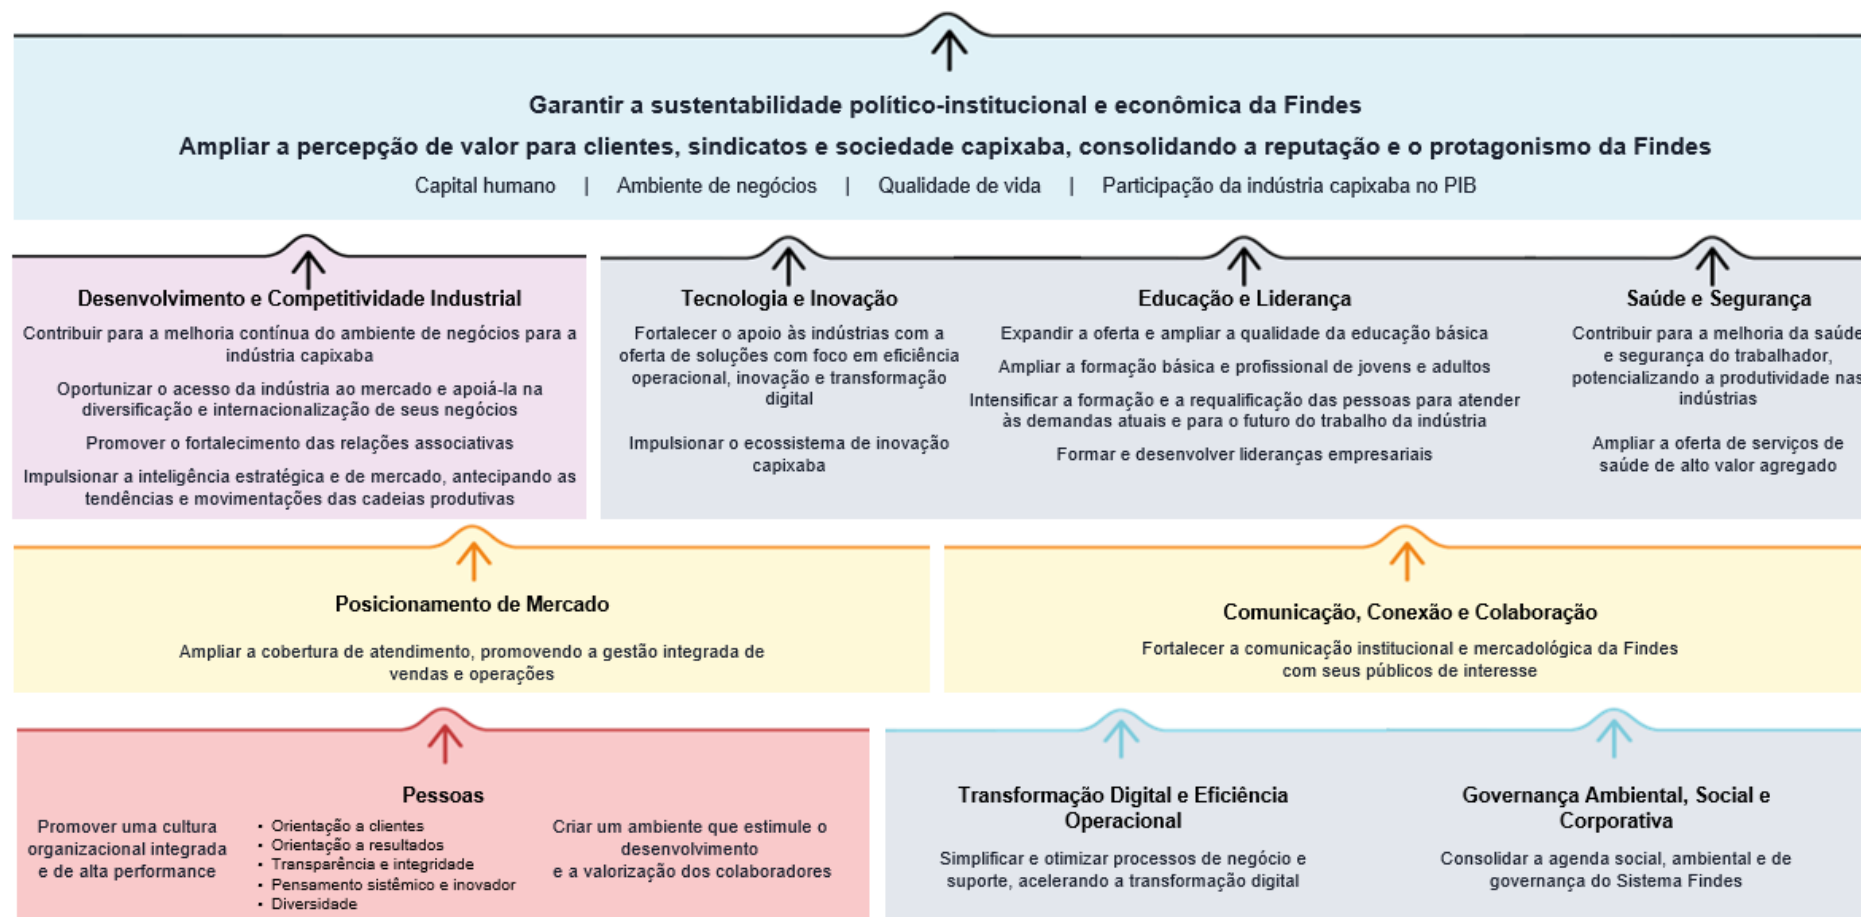 Garantir a sustentabilidade político-institucional e econômica da Findes
Ampliar a percepção de valor para clientes, sindicatos e sociedade capixaba, consolidando a reputação e o protagonismo da Findes
Capital humano | Ambiente de negócios | Qualidade de vida | Participação da indústria capixaba no PIB
Desenvolvimento e Competitividade Industrial
Contribuir para a melhoria contínua do ambiente de negócios para a
indústria capixaba
Oportunizar o acesso da indústria ao mercado e apoiá-la na
diversificação e internacionalização de seus negócios
Promover o fortalecimento das relações associativas
Impulsionar a inteligência estratégica e de mercado, antecipando as
tendências e movimentações das cadeias produtivas
Tecnologia e Inovação
Fortalecer o apoio às indústrias com a
oferta de soluções com foco em eficiência
operacional, inovação e transformação
digital
Impulsionar o ecossistema de inovação
capixaba
Educação e Liderança
Expandir a oferta e ampliar a qualidade da educação básica
Ampliar a formação básica e profissional de jovens e adultos
Intensificar a formação e a requalificação das pessoas para atender
às demandas atuais e para o futuro do trabalho da indústria
Formar e desenvolver lideranças empresariais
Saúde e Segurança
Contribuir para a melhoria da saúde
e segurança do trabalhador,
potencializando a produtividade nas
indústrias
Ampliar a oferta de serviços de
saúde de alto valor agregado
Posicionamento de Mercado
Ampliar a cobertura de atendimento, promovendo a gestão integrada de
vendas e operações
Comunicação, Conexão e Colaboração
Fortalecer a comunicação institucional e mercadológica da Findes
com seus públicos de interesse
Pessoas
Promover uma cultura
organizacional integrada
e de alta performance
• Orientação a clientes
• Orientação a resultados
• Transparência e integridade
• Pensamento sistêmico e inovador
• Diversidade
Criar um ambiente que estimule o
desenvolvimento
e a valorização dos colaboradores
Transformação Digital e Eficiência
Operacional
Simplificar e otimizar processos de negócio e
suporte, acelerando a transformação digital
Governança Ambiental, Social e
Corporativa
Consolidar a agenda social, ambiental e de
governança do Sistema Findes